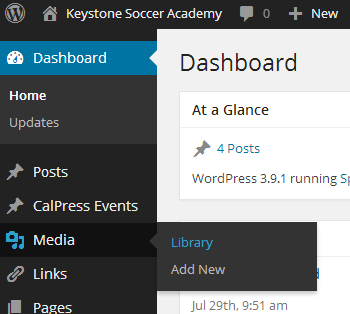 Keystone Soccer Academy 0 + New
Dashboard
Home
Updates
Posts
CalPress Events
Media
Links
Pages
Dashboard
At a Glance
4 Posts
WordPress 3.9.1 running
Library
Add New
Jul 29th, 9:51 am